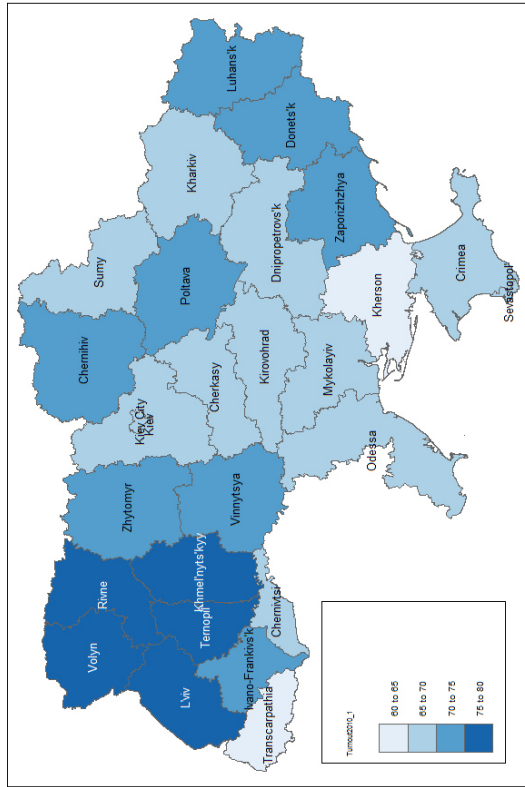 Volyn
Rivne
L'viv
Ternopil
Khmel'nyts'kyy
Zhytomyr
Vinnytsya
Ivano-Frankivs'k
Transcarpathia
Chernivtsi
Kiev City
Kiev
Chernihiv
Sumy
Cherkasy
Poltava
Kharkiv
Luhans'k
Kirovohrad
Dnipropetrovs'k
Donets'k
Zaporizhzhya
Mykolayiv
Odessa
Kherson
Crimea
Sevastopol
Turnout2010_1
60 to 65
65 to 70
70 to 75
75 to 80